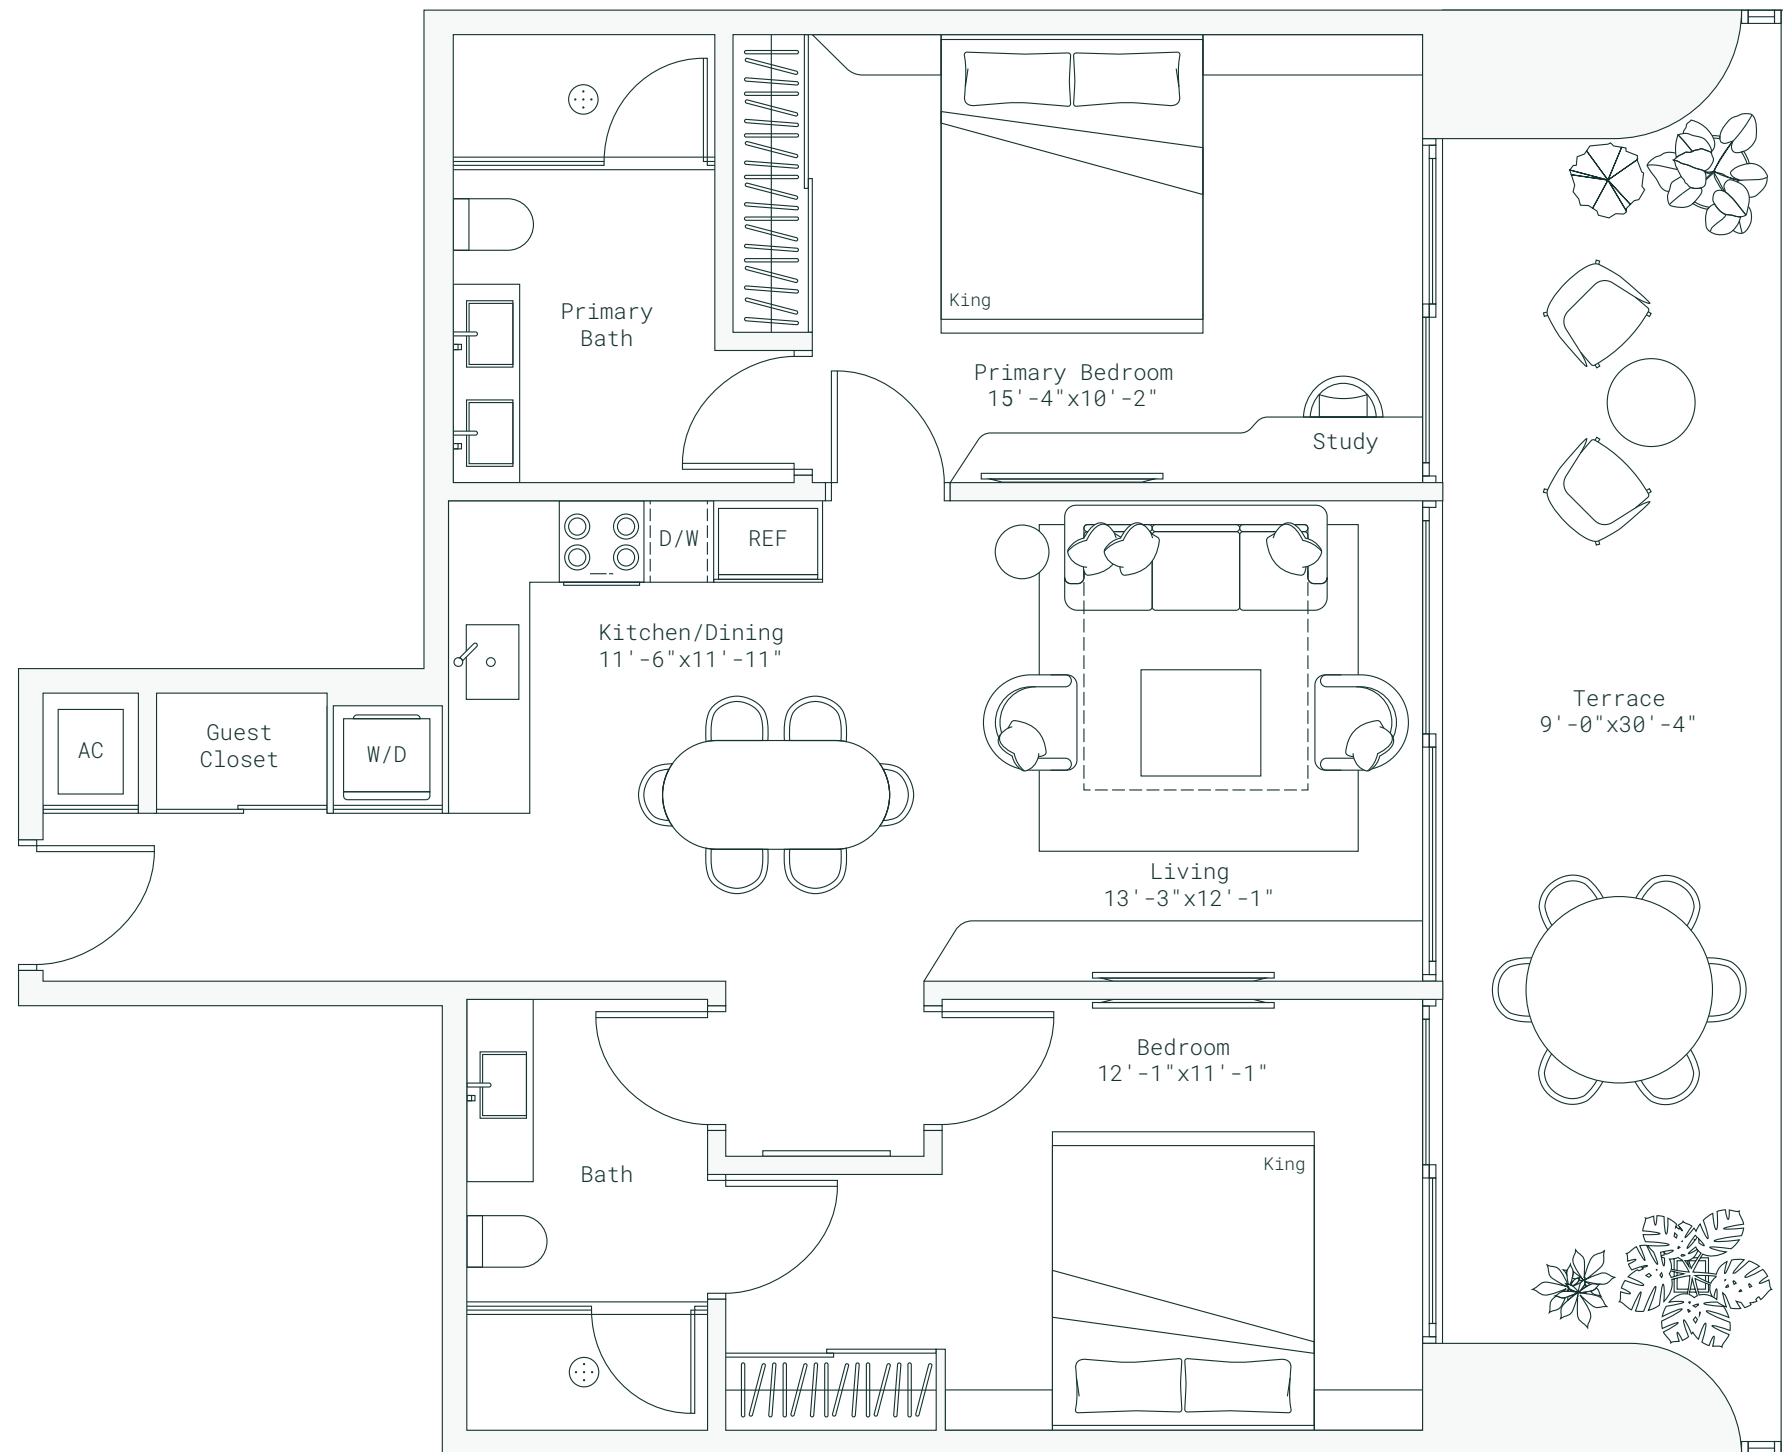 Primary
Bath
King
Primary Bedroom
15'-4"x10'-2"
Study
D/W
REF
Kitchen/Dining
11'-6"x11'-11"
AC
Guest
Closet
W/D
Terrace
9'-0"x30'-4"
Living
13'-3"x12'-1"
Bedroom
12'-1"x11'-1"
Bath
King